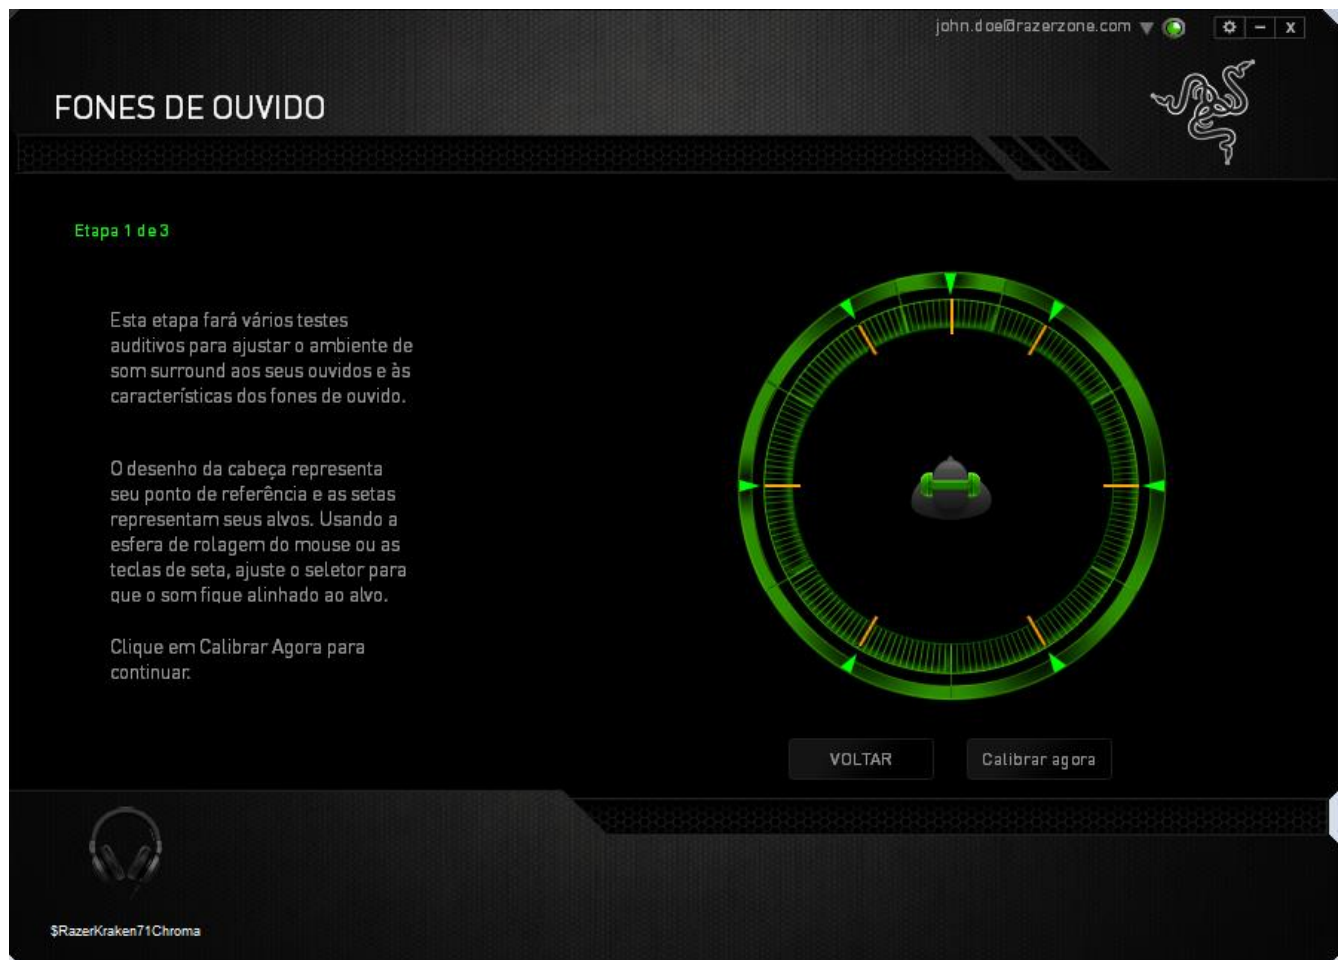 john.doe@razerzone.com
X
FONES DE OUVIDO
Etapa 1 de 3
Esta etapa fará vários testes
auditivos para ajustar o ambiente de
som surround aos seus ouvidos e às
características dos fones de ouvido.
O desenho da cabeça representa
seu ponto de referência e as setas
representam seus alvos. Usando a
esfera de rolagem do mouse ou as
teclas de seta, ajuste o seletor para
que o som fique alinhado ao alvo.
Clique em Calibrar Agora para
continuar.
VOLTAR
Calibrar agora
$RazerKraken71Chroma